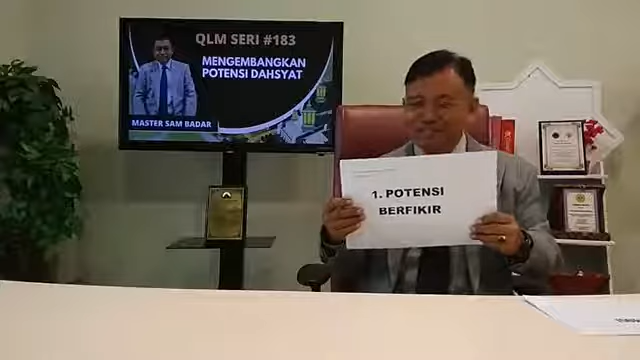 QLM SERI #183
MENGEMBANGKAN
POTENSI DAHSYAT
MASTER SAM BADAR
1. POTENSI
BERFIKIR